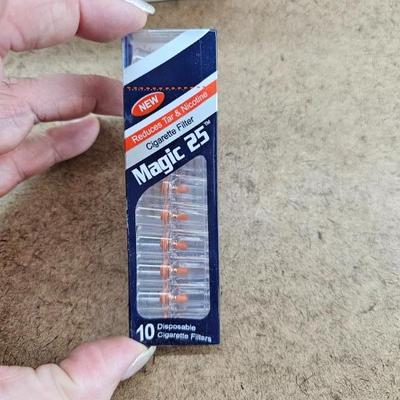 NEW
Reduces Tar & Nicotine
Cigarette Filter
Magic 25™
10 Disposable
Cigarette Filters